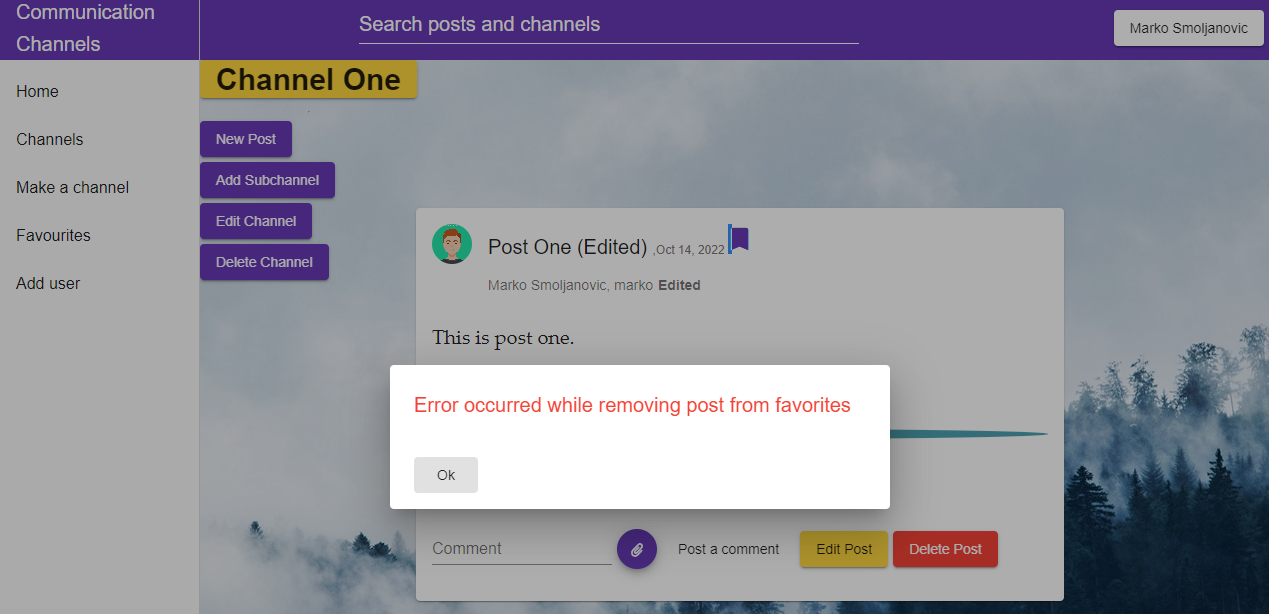 Communication
Channels
Search posts and channels
Marko Smoljanovic
Home
Channels
Make a channel
Favourites
Add user
Channel One
New Post
Add Subchannel
Edit Channel
Delete Channel
Post One (Edited) ,Oct 14, 2022
Marko Smoljanovic, marko Edited
This is post one.
Error occurred while removing post from favorites
Ok
Comment
Post a comment
Edit Post
Delete Post